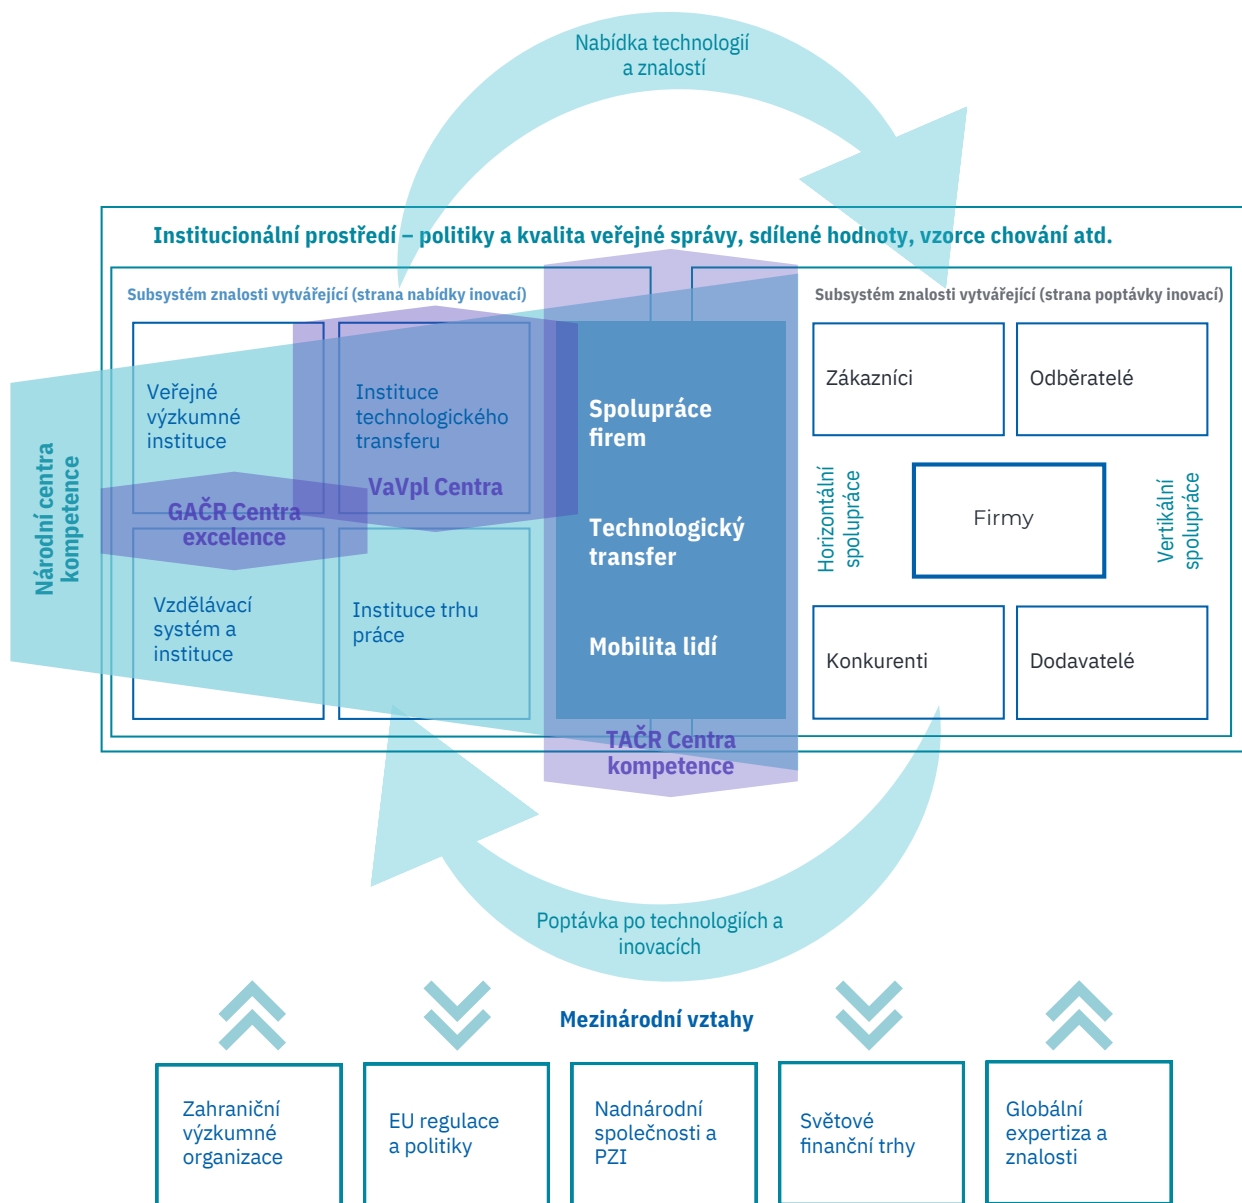 Nabídka technologií
a znalostí
Institucionální prostředí – politiky a kvalita veřejné správy, sdílené hodnoty, vzorce chování atd.
Subsystém znalosti vytvářející (strana nabídky inovací)
Subsystém znalosti vytvářející (strana poptávky inovací)
Národní centra
kompetence
Veřejné
výzkumné
instituce
Instituce
technologického
transferu
VaVpl Centra
GAČR Centra
excelence
Vzdělávací
systém a
instituce
Instituce trhu
práce
Spolupráce
firem
Technologický
transfer
Mobilita lidí
TAČR Centra
kompetence
Zákazníci
Odběratelé
Horizontální
spolupráce
Firmy
Vertikální
spolupráce
Konkurenti
Dodavatelé
Poptávka po technologiích a
inovacích
Mezinárodní vztahy
Zahraniční
výzkumné
organizace
EU regulace
a politiky
Nadnárodní
společnosti a
PZI
Světové
finanční trhy
Globální
expertiza a
znalosti